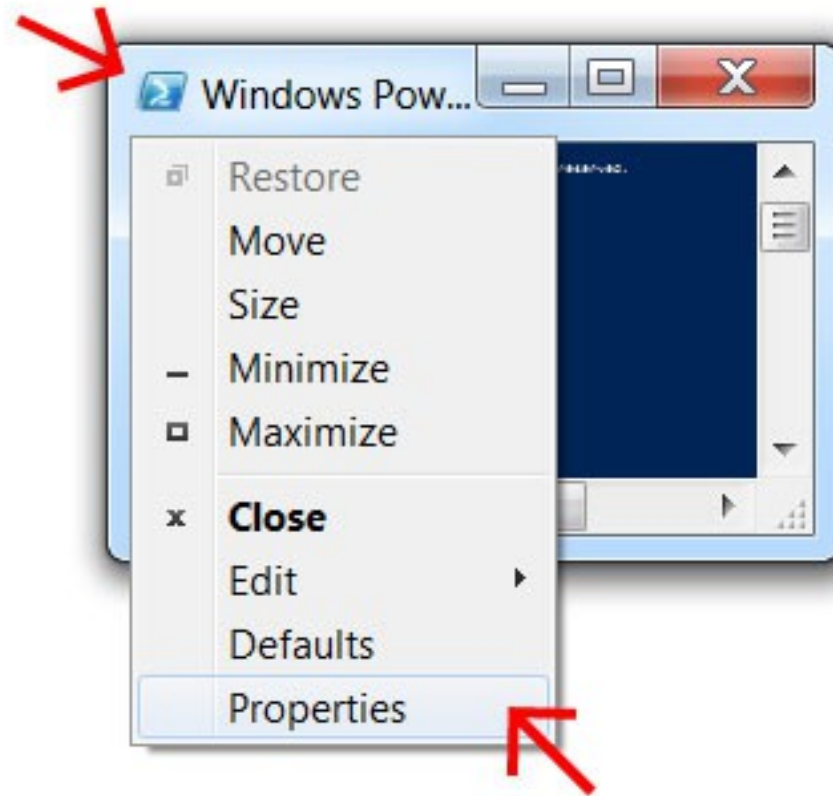 Windows Pow...
Restore
Move
Size
Minimize
Maximize
Close
Edit
Defaults
Properties